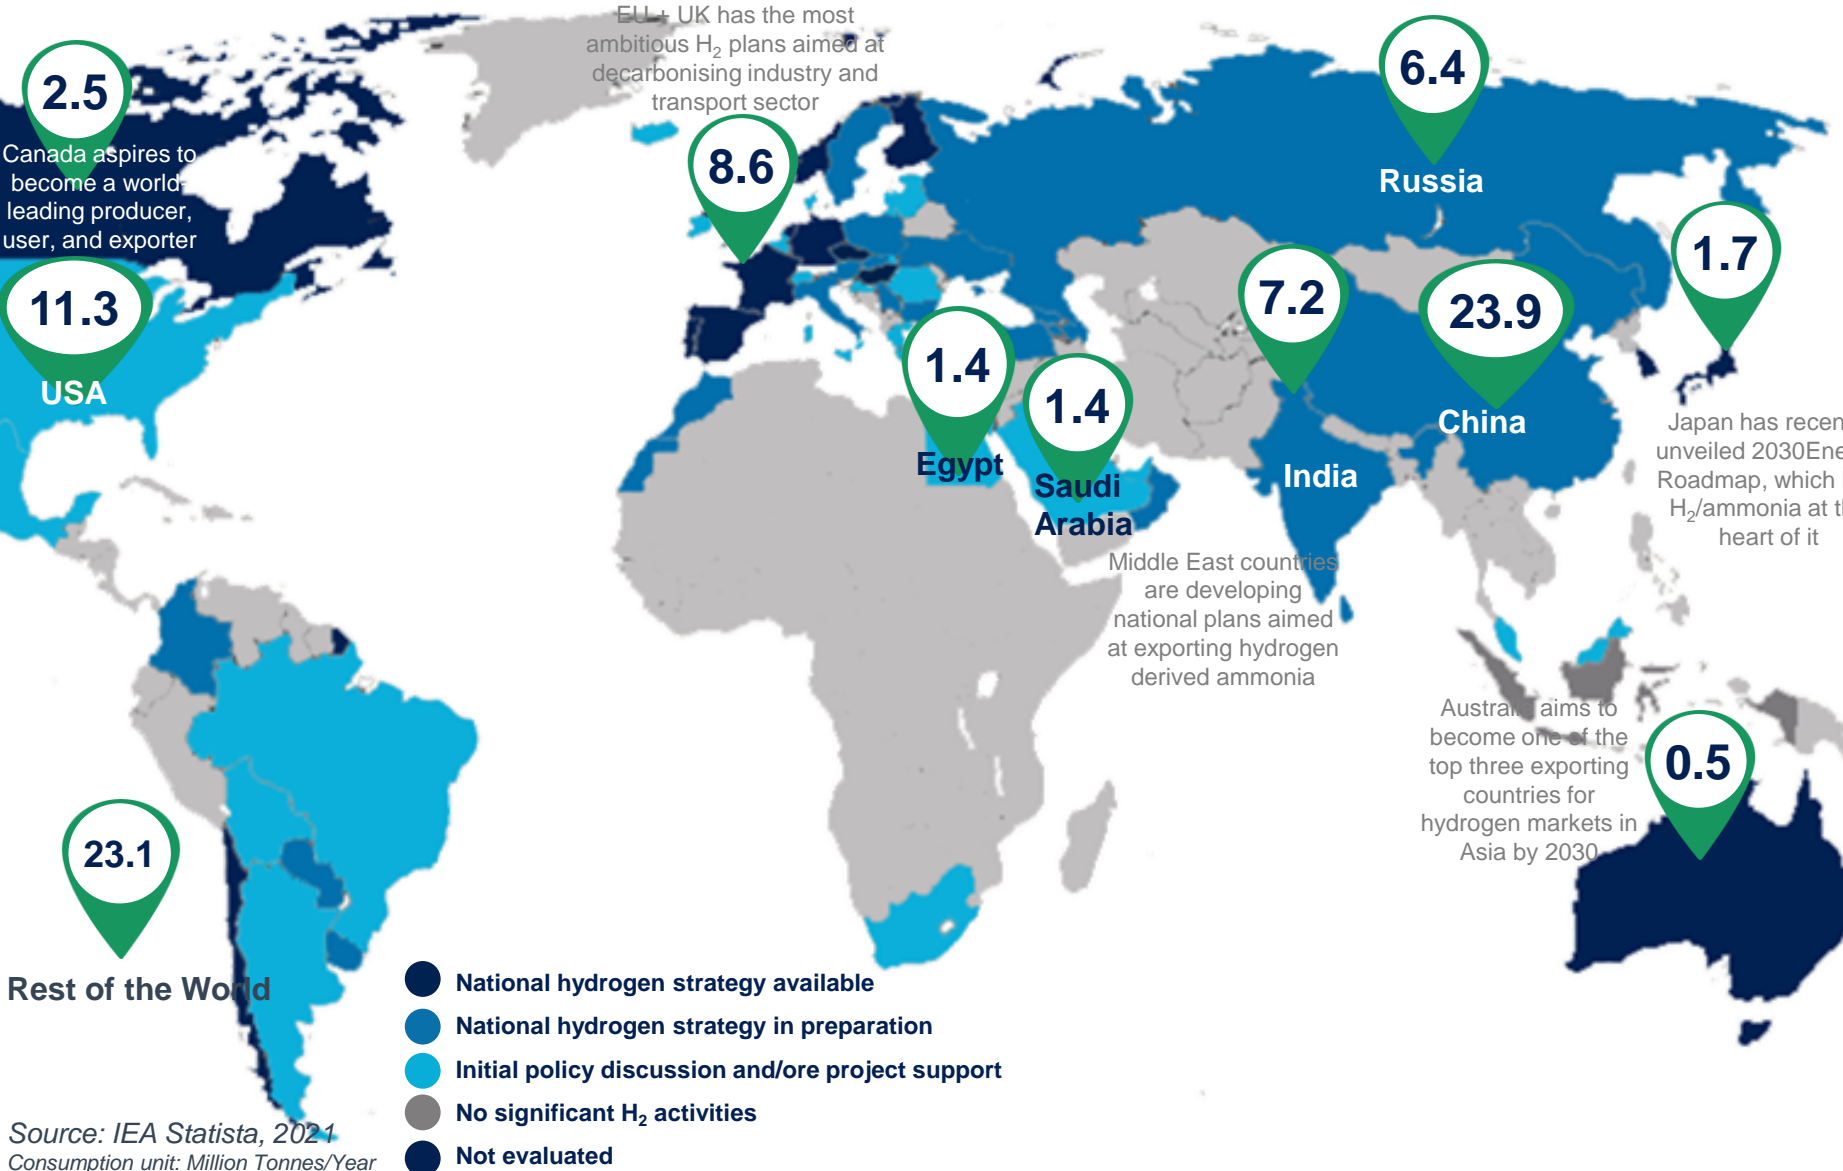 EU + UK has the most
ambitious H₂ plans aimed at
decarbonising industry and
transport sector
2.5
Canada aspires to
become a world-
leading producer,
user, and exporter
11.3
USA
8.6
6.4
Russia
7.2
India
23.9
China
1.7
Japan has recen
unveiled 2030Ene
Roadmap, which
H₂/ammonia at t
heart of it
1.4
Egypt
1.4
Saudi
Arabia
Middle East countries
are developing
national plans aimed
at exporting hydrogen
derived ammonia
Australia aims to
become one of the
top three exporting
countries for
hydrogen markets in
Asia by 2030
0.5
23.1
Rest of the World
National hydrogen strategy available
National hydrogen strategy in preparation
Initial policy discussion and/ore project support
No significant H₂ activities
Not evaluated
Source: IEA Statista, 2021
Consumption unit: Million Tonnes/Year